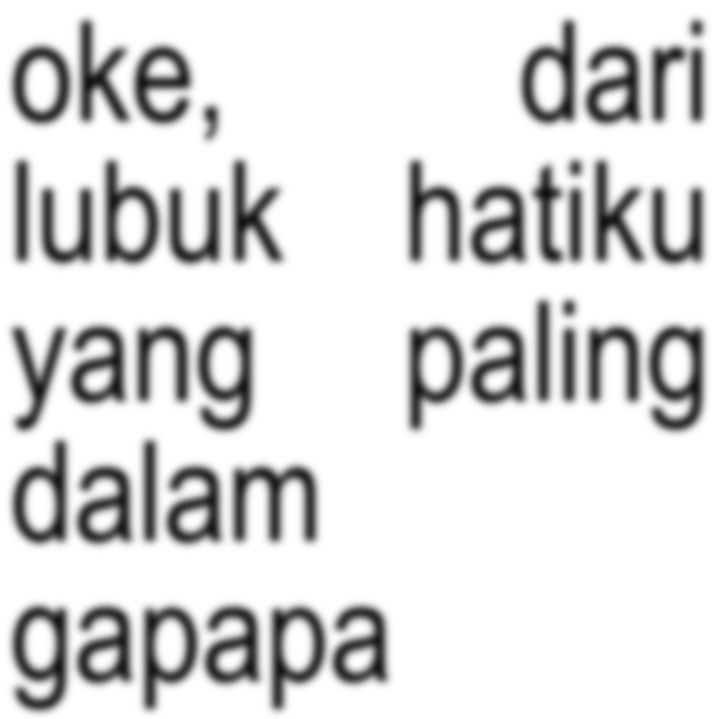 oke, dari
lubuk hatiku
yang paling
dalam
gapapa